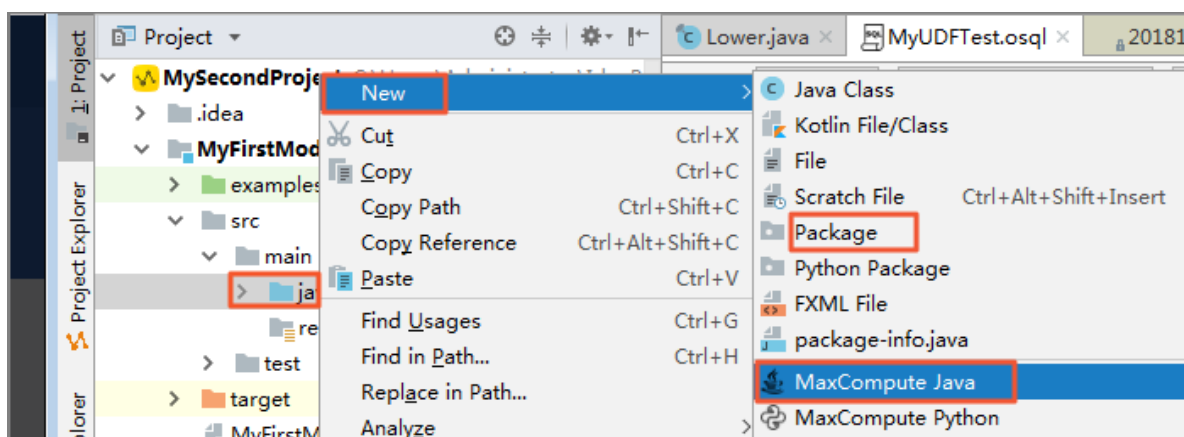 1: Project
Project Explorer
Project
MySecondProje
.idea
MyFirstMod
examples
src
main
ja
re
test
target
MyFirstM
Lower.java
MyUDFTest.osql
20181
New
Cut Ctrl+X
Copy Ctrl+C
Copy Path Ctrl+Shift+C
Copy Reference Ctrl+Alt+Shift+C
Paste Ctrl+V
Find Usages Ctrl+G
Find in Path... Ctrl+H
Replace in Path...
Analyze
Java Class
Kotlin File/Class
File
Scratch File Ctrl+Alt+Shift+Insert
Package
Python Package
FXML File
package-info.java
MaxCompute Java
MaxCompute Python